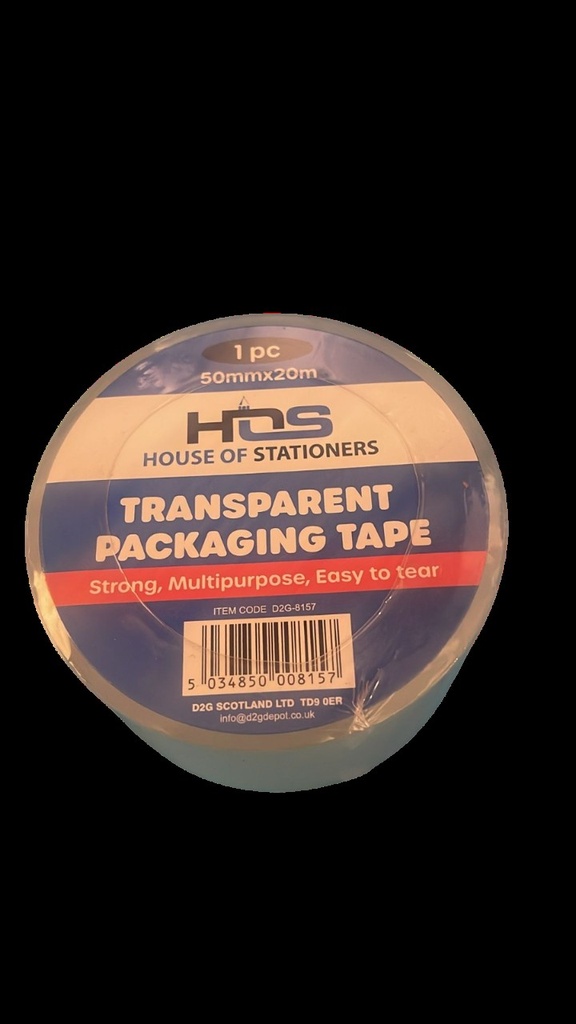 1 pc
50mmx20m
HOS
HOUSE OF STATIONERS
TRANSPARENT
PACKAGING TAPE
Strong, Multipurpose, Easy to tear
ITEM CODE D2G-8157
5 034850 008157
D2G SCOTLAND LTD TD9 0ER
info@d2gdepot.co.uk